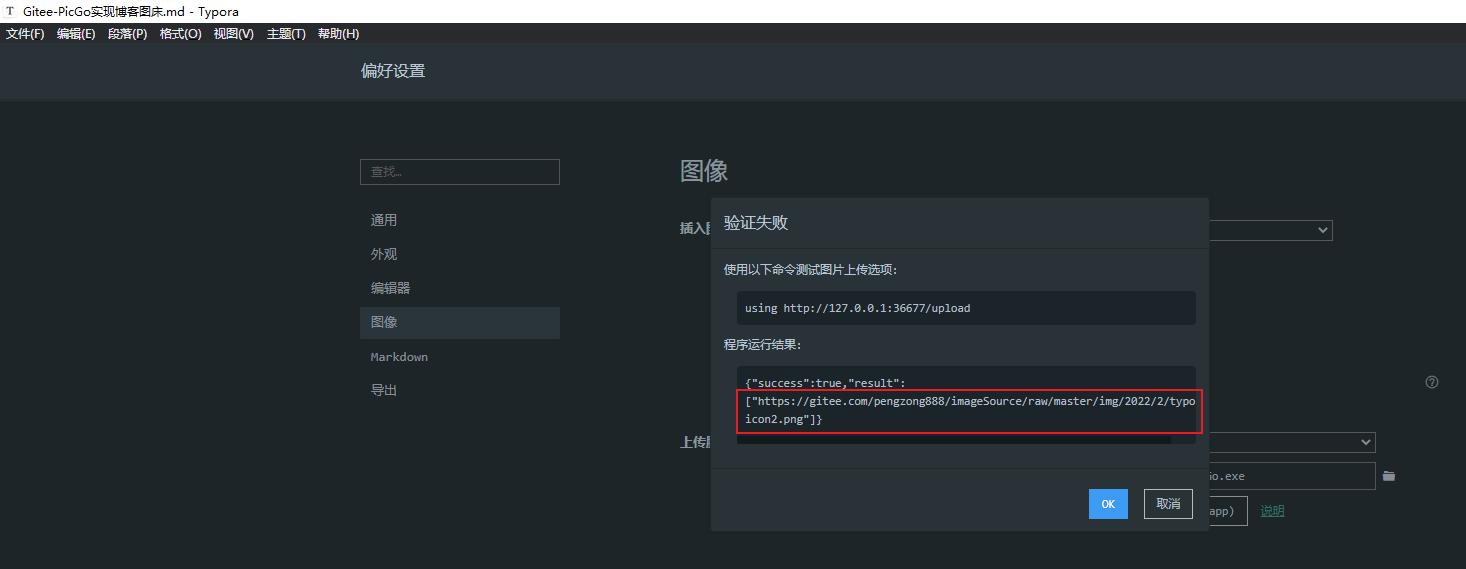 T Gitee-PicGo实现博客图床.md - Typora
文件(F) 编辑(E) 段落(P) 格式(O) 视图(V) 主题(T) 帮助(H)
偏好设置
查找…
图像
通用
外观
编辑器
图像
Markdown
导出
插入
验证失败
使用以下命令测试图片上传选项:
using http://127.0.0.1:36677/upload
程序运行结果:
{"success":true,"result":
["https://gitee.com/pengzong888/imageSource/raw/master/img/2022/2/typo
icon2.png"]}
上传
OK 取消
Go.exe
app) 说明